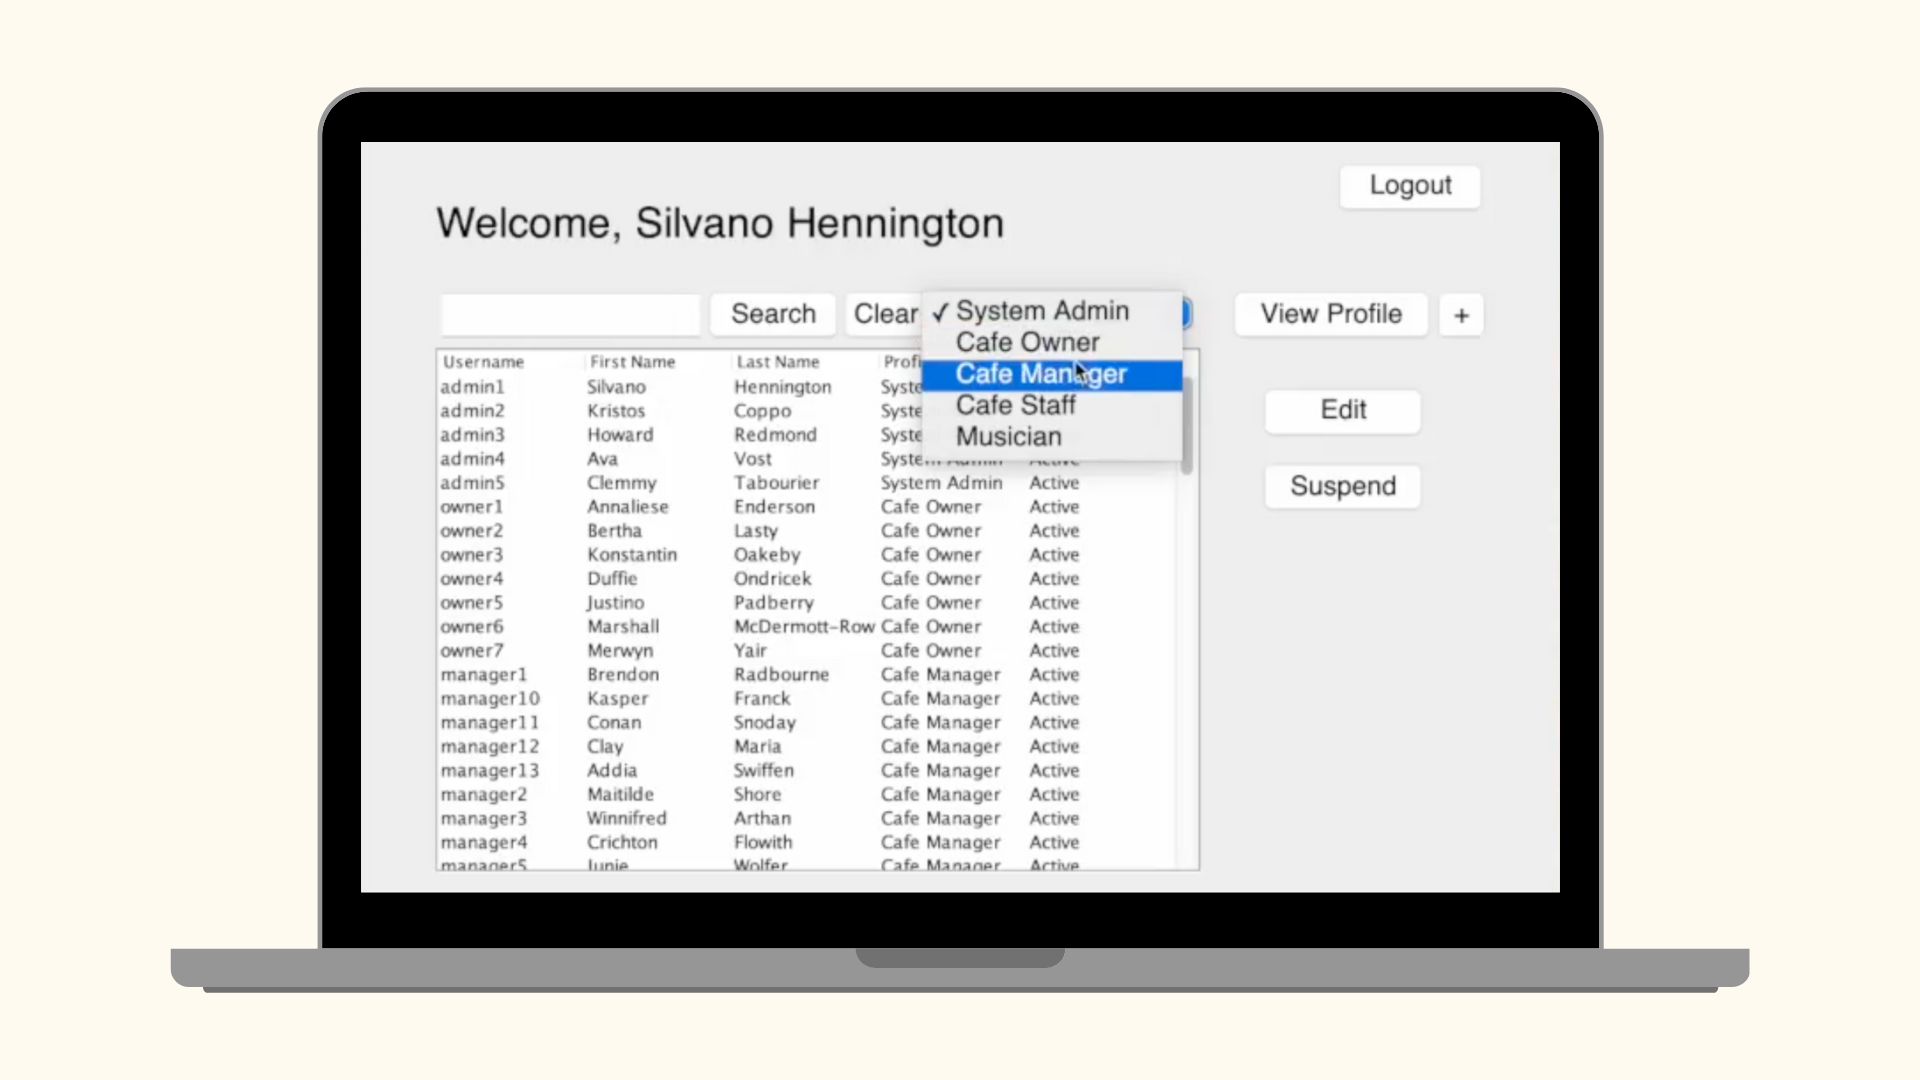 Logout
Welcome, Silvano Hennington
Search Clear ✓ System Admin View Profile +
Cafe Owner
Cafe Manager
Cafe Staff
Musician
Edit
Suspend
Username First Name Last Name Profi
admin1 Silvano Hennington Syste
admin2 Kristos Coppo Syste
admin3 Howard Redmond Syste
admin4 Ava Vost System Admin Active
admin5 Clemmy Tabourier System Admin Active
owner1 Annaliese Enderson Cafe Owner Active
owner2 Bertha Lasty Cafe Owner Active
owner3 Konstantin Oakeby Cafe Owner Active
owner4 Duffie Ondricek Cafe Owner Active
owner5 Justino Padberry Cafe Owner Active
owner6 Marshall McDermott-Row Cafe Owner Active
owner7 Merwyn Yair Cafe Owner Active
manager1 Brendon Radbourne Cafe Manager Active
manager10 Kasper Franck Cafe Manager Active
manager11 Conan Snoday Cafe Manager Active
manager12 Clay Maria Cafe Manager Active
manager13 Addia Swiffen Cafe Manager Active
manager2 Maitilde Shore Cafe Manager Active
manager3 Winnifred Arthan Cafe Manager Active
manager4 Crichton Flowith Cafe Manager Active
manager5 Junie Wolfer Cafe Manager Active